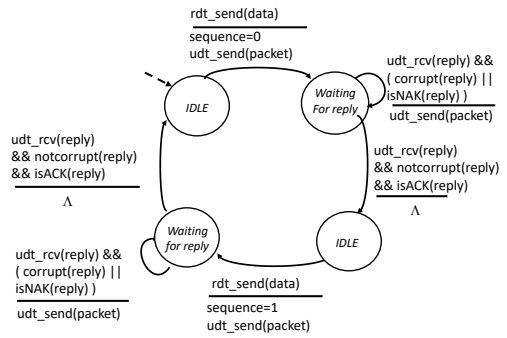 rdt_send(data)
sequence=0
udt_send(packet)
IDLE
Waiting
For reply
udt_rcv(reply) &&
( corrupt(reply) ||
isNAK(reply) )
udt_send(packet)
udt_rcv(reply)
&& notcorrupt(reply)
&& isACK(reply)
Λ
udt_rcv(reply)
&& notcorrupt(reply)
&& isACK(reply)
Λ
Waiting
for reply
IDLE
udt_rcv(reply) &&
( corrupt(reply) ||
isNAK(reply) )
udt_send(packet)
rdt_send(data)
sequence=1
udt_send(packet)